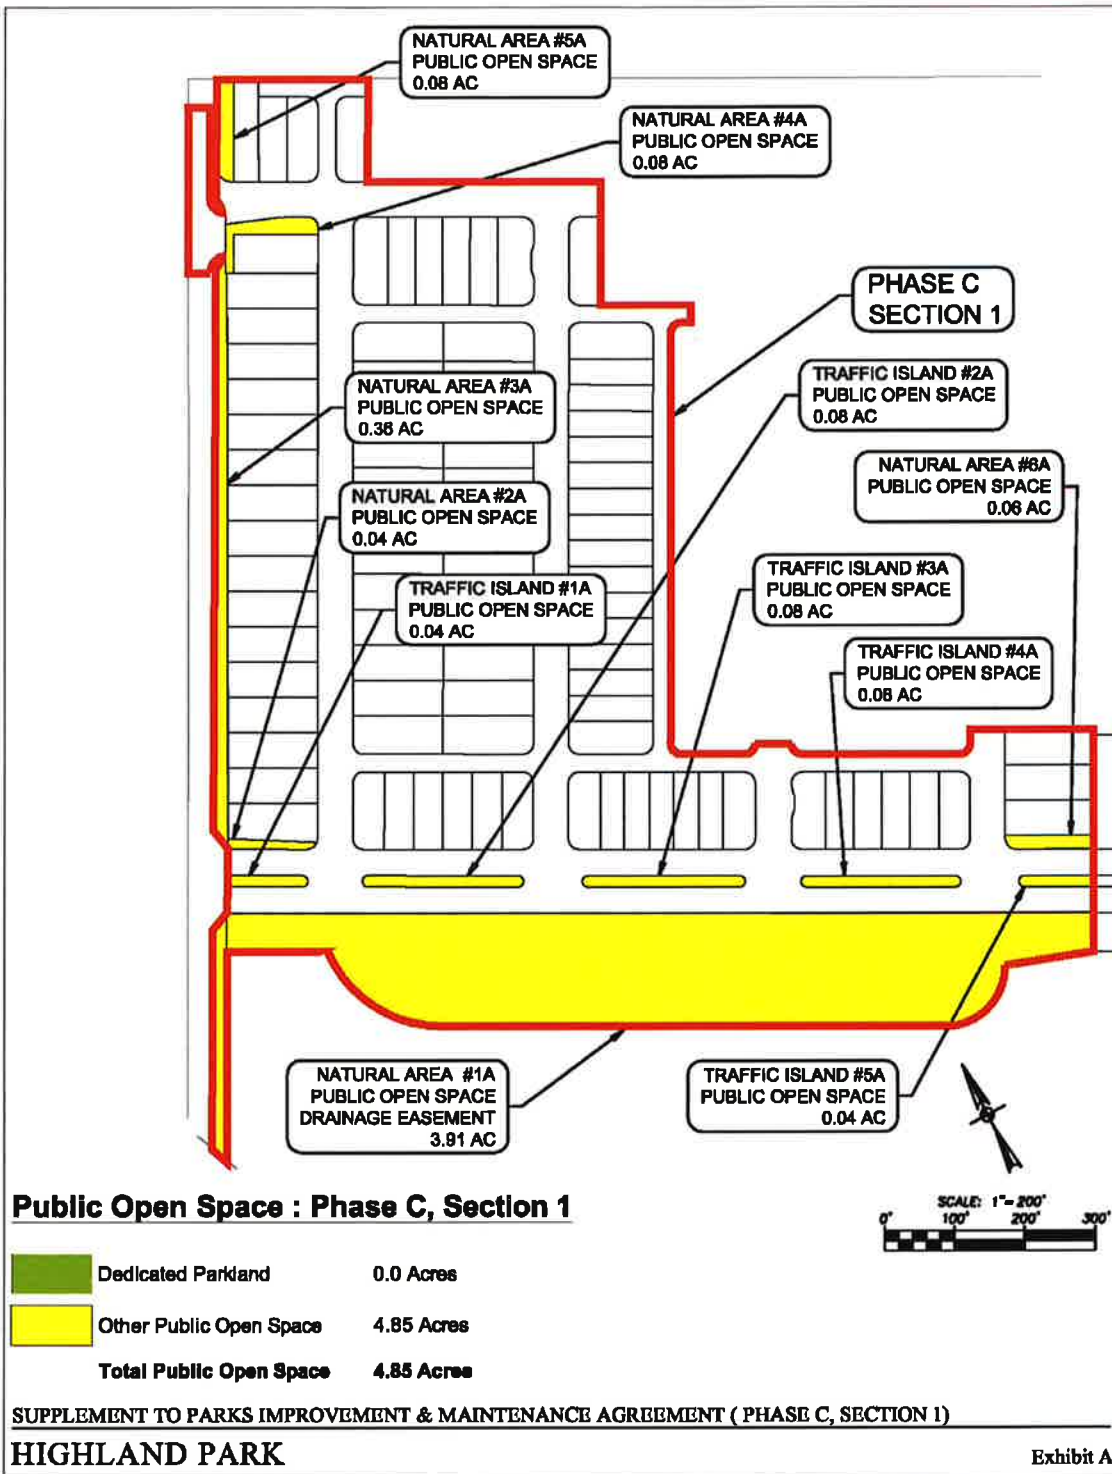 NATURAL AREA #5A
PUBLIC OPEN SPACE
0.08 AC
NATURAL AREA #4A
PUBLIC OPEN SPACE
0.08 AC
PHASE C
SECTION 1
TRAFFIC ISLAND #2A
PUBLIC OPEN SPACE
0.08 AC
NATURAL AREA #3A
PUBLIC OPEN SPACE
0.36 AC
NATURAL AREA #6A
PUBLIC OPEN SPACE
0.06 AC
NATURAL AREA #2A
PUBLIC OPEN SPACE
0.04 AC
TRAFFIC ISLAND #3A
PUBLIC OPEN SPACE
0.08 AC
TRAFFIC ISLAND #1A
PUBLIC OPEN SPACE
0.04 AC
TRAFFIC ISLAND #4A
PUBLIC OPEN SPACE
0.08 AC
NATURAL AREA #1A
PUBLIC OPEN SPACE
DRAINAGE EASEMENT
3.91 AC
TRAFFIC ISLAND #5A
PUBLIC OPEN SPACE
0.04 AC
Public Open Space : Phase C, Section 1
SCALE: 1"= 200'
0' 100' 200' 300'
Dedicated Parkland 0.0 Acres
Other Public Open Space 4.85 Acres
Total Public Open Space 4.85 Acres
SUPPLEMENT TO PARKS IMPROVEMENT & MAINTENANCE AGREEMENT ( PHASE C, SECTION 1)
HIGHLAND PARK
Exhibit A